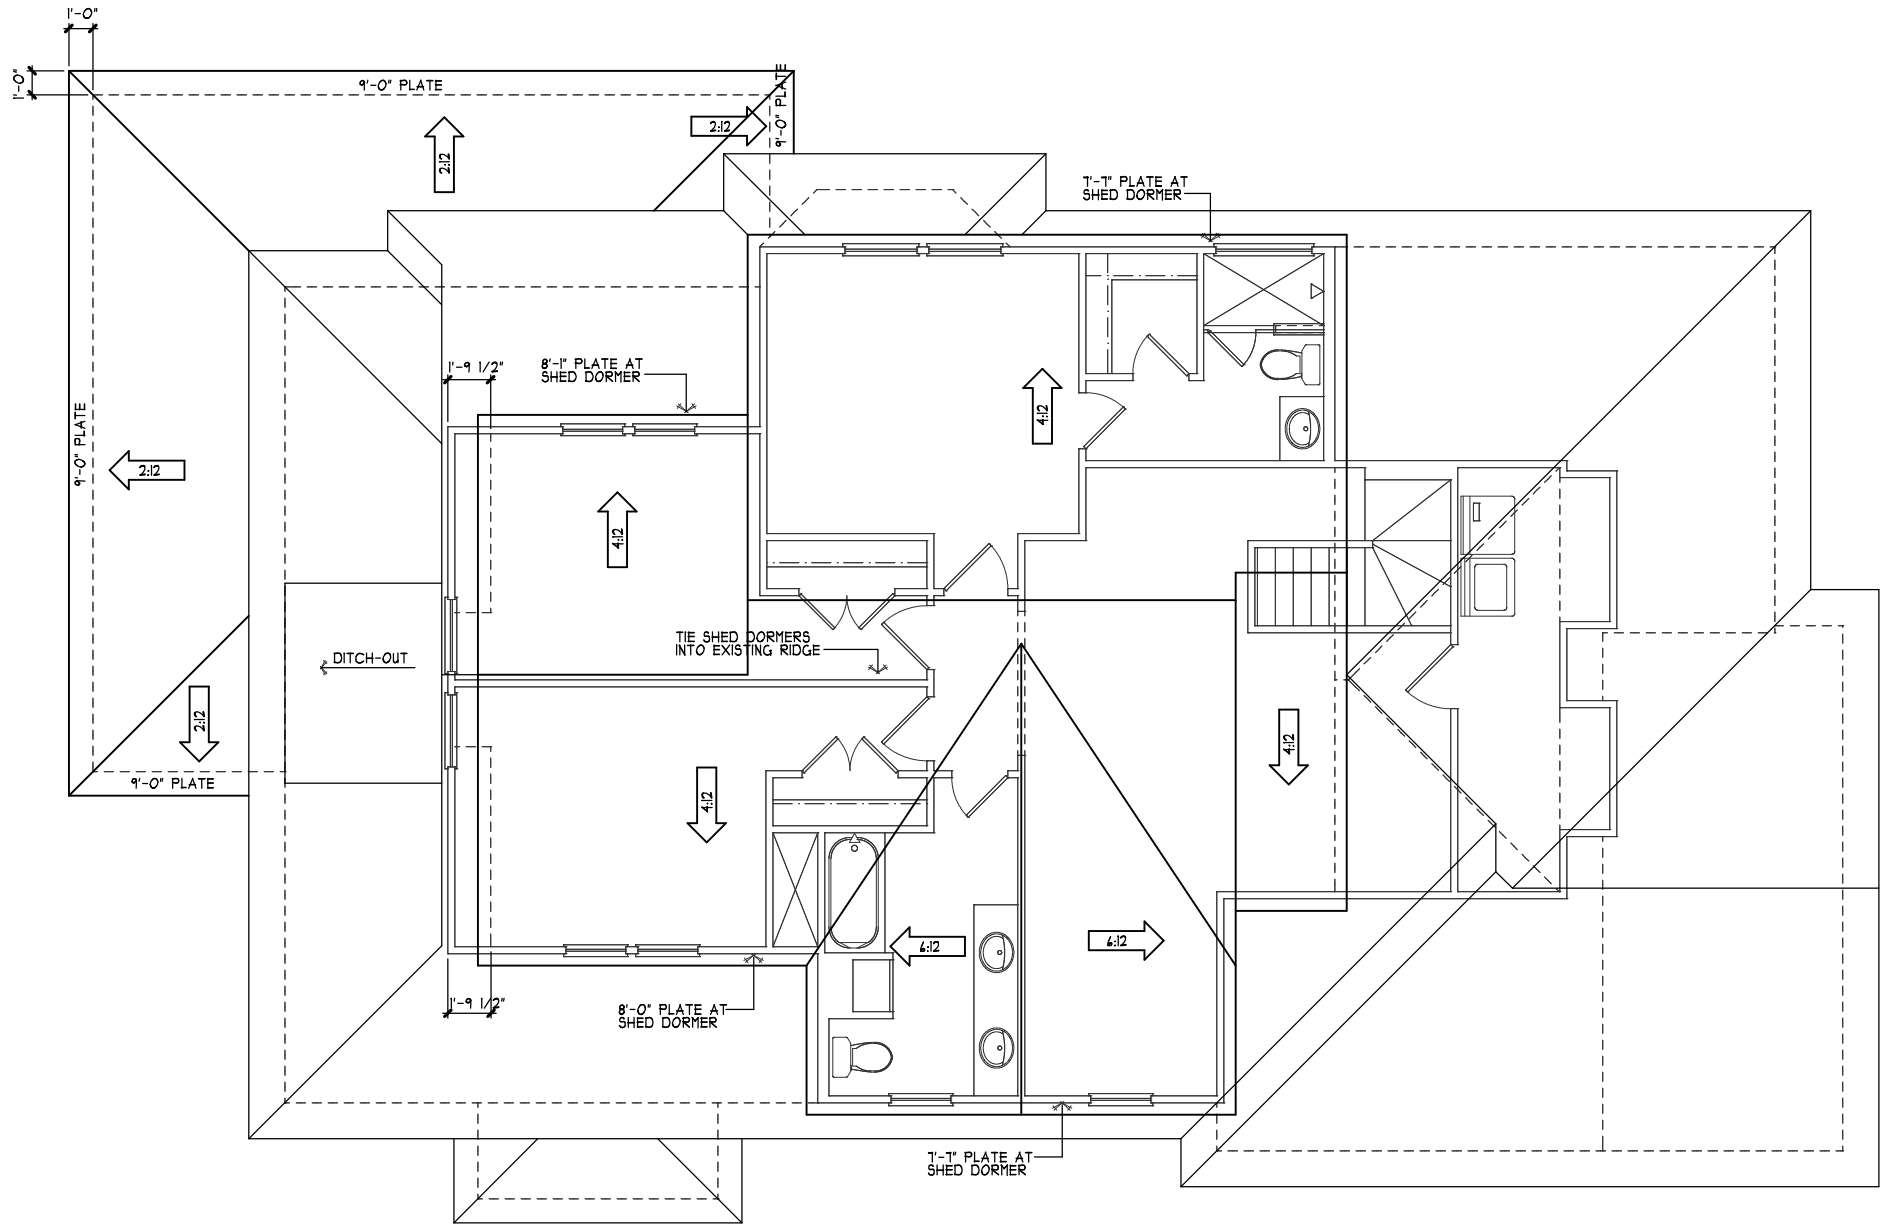 1'-0"
1'-0"
9'-0" PLATE
9'-0" PLATE
2:12
2:12
7'-7" PLATE AT
SHED DORMER
8'-1" PLATE AT
SHED DORMER
1'-9 1/2"
4:12
9'-0" PLATE
2:12
4:12
TIE SHED DORMERS
INTO EXISTING RIDGE
DITCH-OUT
2:12
4:12
4:12
9'-0" PLATE
6:12
6:12
1'-9 1/2"
8'-0" PLATE AT
SHED DORMER
7'-7" PLATE AT
SHED DORMER